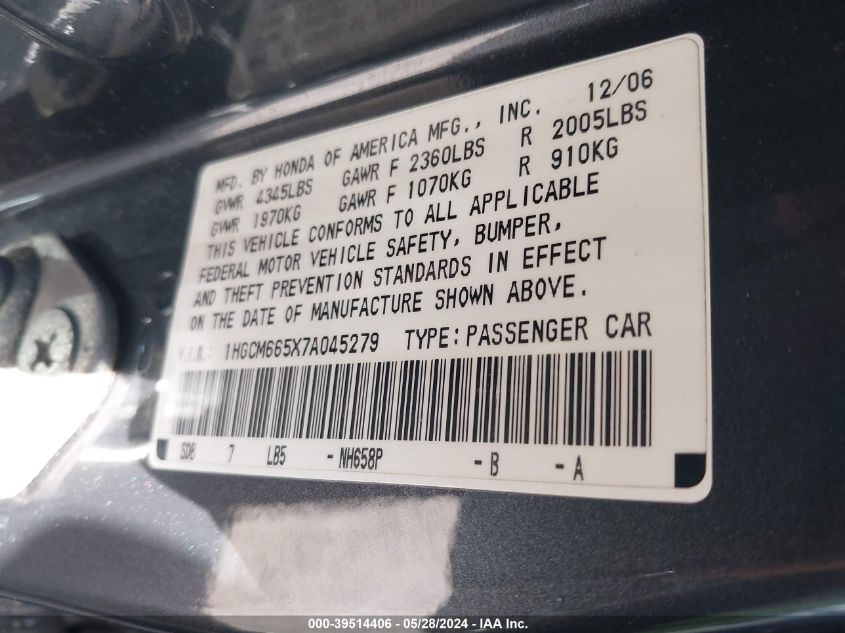 MFD. BY HONDA OF AMERICA MFG., INC. 12/06
GVWR 4345LBS GAWR F 2360LBS R 2005LBS
GVWR 1970KG GAWR F 1070KG R 910KG
THIS VEHICLE CONFORMS TO ALL APPLICABLE
FEDERAL MOTOR VEHICLE SAFETY, BUMPER,
AND THEFT PREVENTION STANDARDS IN EFFECT
ON THE DATE OF MANUFACTURE SHOWN ABOVE.
V.I.N.: 1HGCM665X7A045279 TYPE:PASSENGER CAR
SDB 7 LB5 -NH658P -B -A
000-39514406 - 05/28/2024 - IAA Inc.